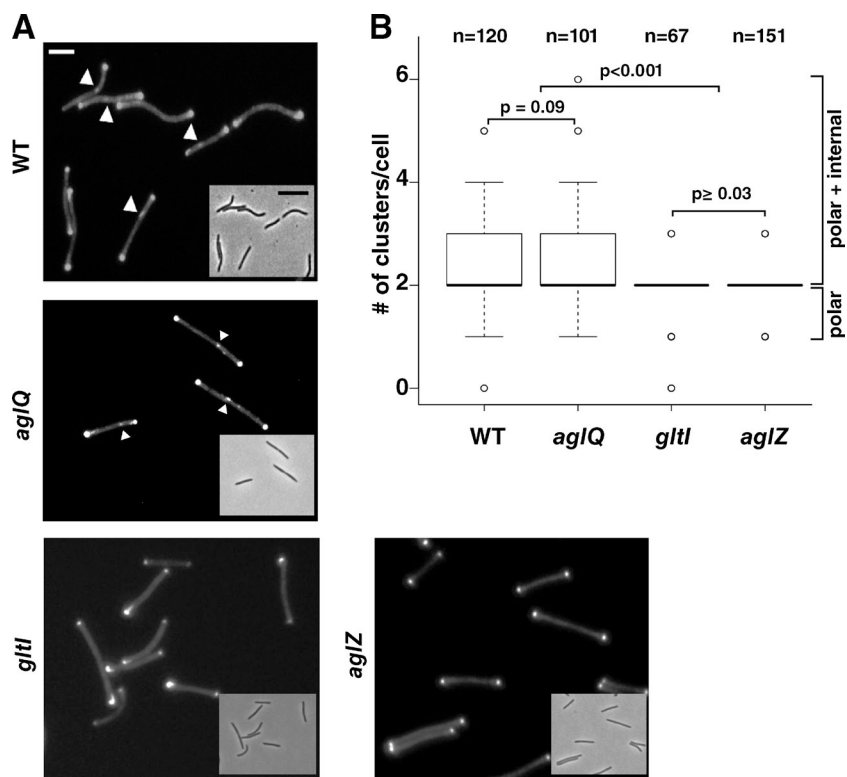 A
WT
aglQ
gltI
aglZ
B
n=120 n=101 n=67 n=151
p<0.001
p = 0.09
p≥ 0.03
# of clusters/cell
6
4
2
0
polar + internal
polar
WT aglQ gltI aglZ